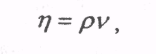 η = ρν,